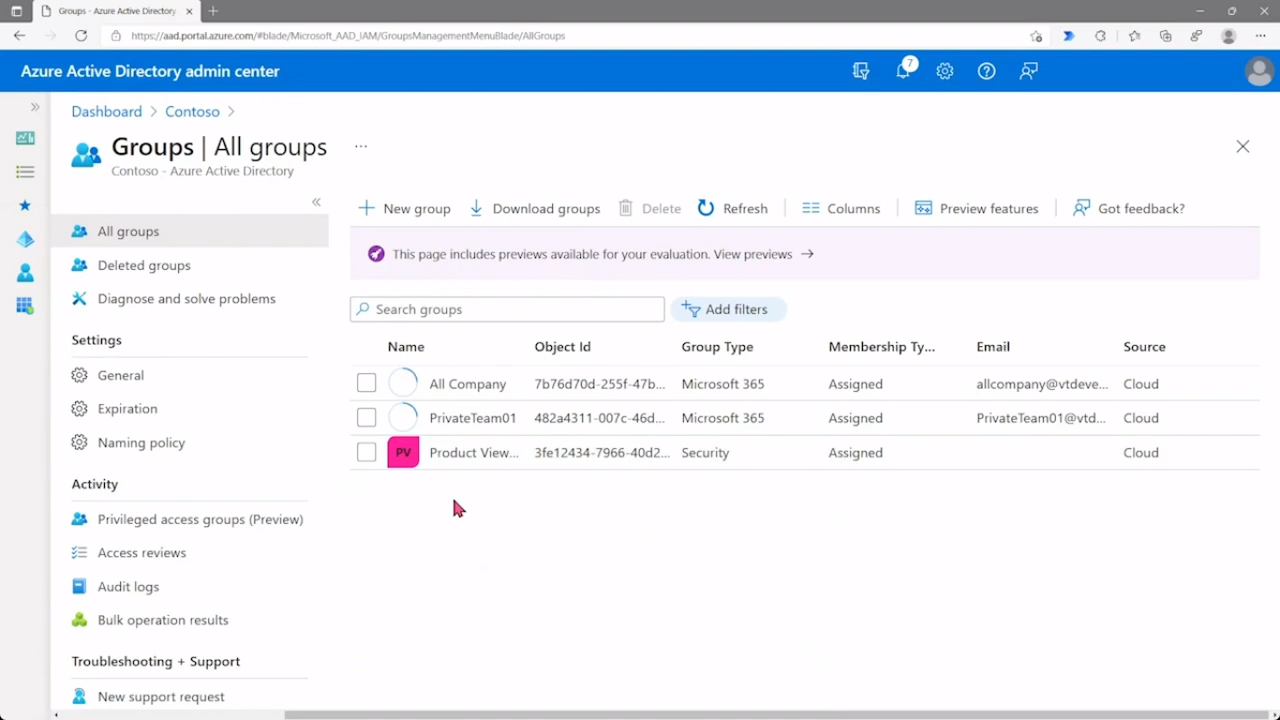 Groups - Azure Active Directory
https://aad.portal.azure.com/#blade/Microsoft_AAD_IAM/GroupsManagementMenuBlade/AllGroups
Azure Active Directory admin center
7
Dashboard > Contoso >
Groups | All groups ...
Contoso - Azure Active Directory
All groups
Deleted groups
Diagnose and solve problems
Settings
General
Expiration
Naming policy
Activity
Privileged access groups (Preview)
Access reviews
Audit logs
Bulk operation results
Troubleshooting + Support
New support request
New group Download groups Delete Refresh Columns Preview features Got feedback?
This page includes previews available for your evaluation. View previews →
Search groups Add filters
Name Object Id Group Type Membership Ty... Email Source
All Company 7b76d70d-255f-47b... Microsoft 365 Assigned allcompany@vtdeve... Cloud
PrivateTeam01 482a4311-007c-46d... Microsoft 365 Assigned PrivateTeam01@vtd... Cloud
PV Product View... 3fe12434-7966-40d2... Security Assigned Cloud